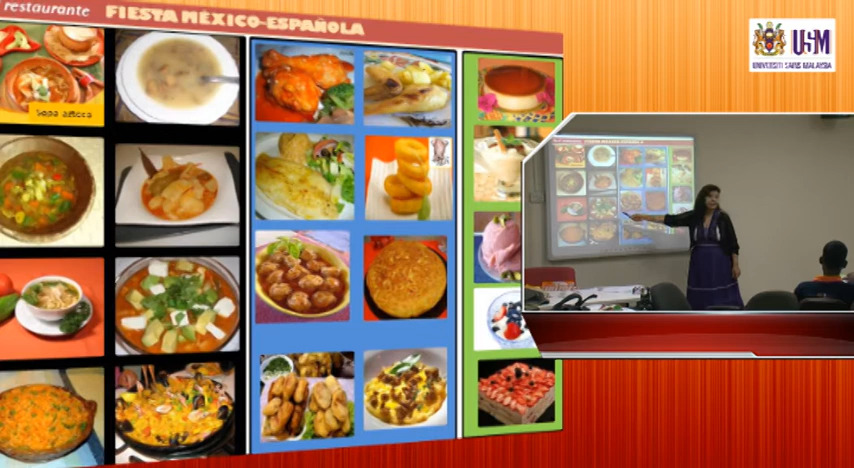 restaurante FIESTA MÉXICO-ESPAÑOLA
Sopa azteca
USM
UNIVERSITI SAINS MALAYSIA